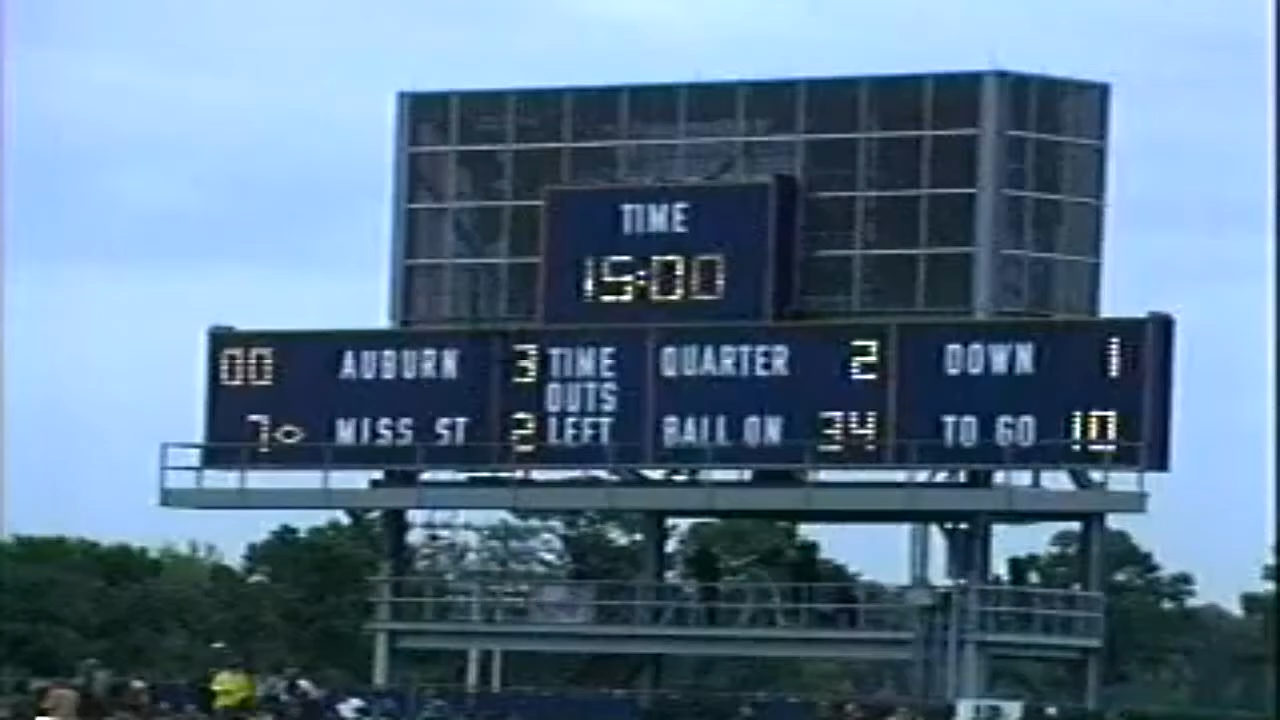 TIME
15:00
00 AUBURN 3 TIME OUTS LEFT QUARTER 2 DOWN 1
7 MISS ST 2 BALL ON 34 TO GO 10